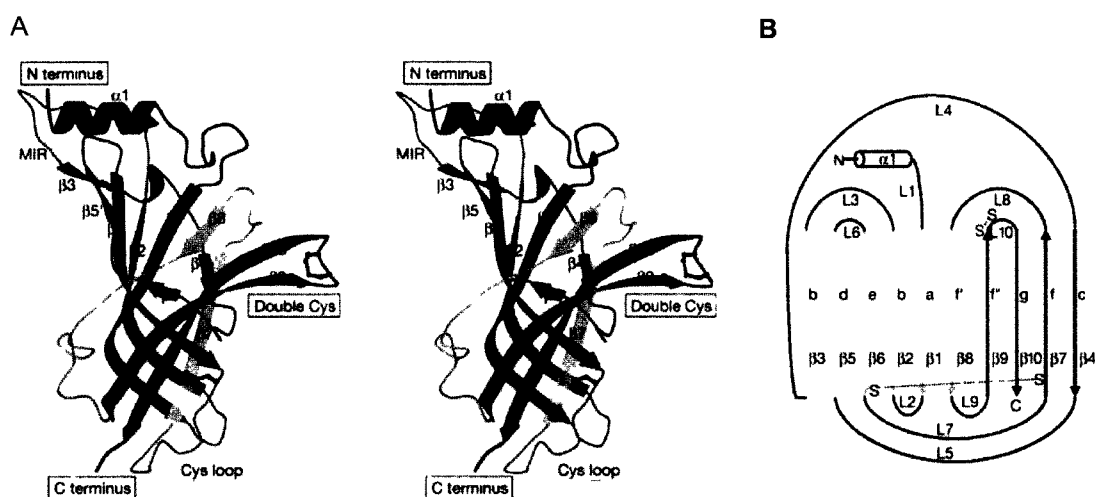 A
N terminus
α1
MIR
β3
β5'
β8
Double Cys
Cys loop
C terminus
N terminus
α1
MIR
β3
β5
Double Cys
Cys loop
C terminus
B
L4
N
α1
L1
L3
L6
L8
S
S
L10
b d e b a f' f" g f c
β3 β5 β6 β2 β1 β8 β9 β10 β7 β4
S
S
L2
L9
C
L7
L5